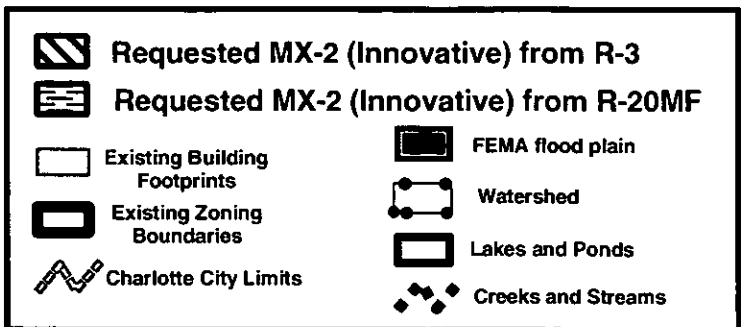 Requested MX-2 (Innovative) from R-3
Requested MX-2 (Innovative) from R-20MF
Existing Building
Footprints
Existing Zoning
Boundaries
Charlotte City Limits
FEMA flood plain
Watershed
Lakes and Ponds
Creeks and Streams